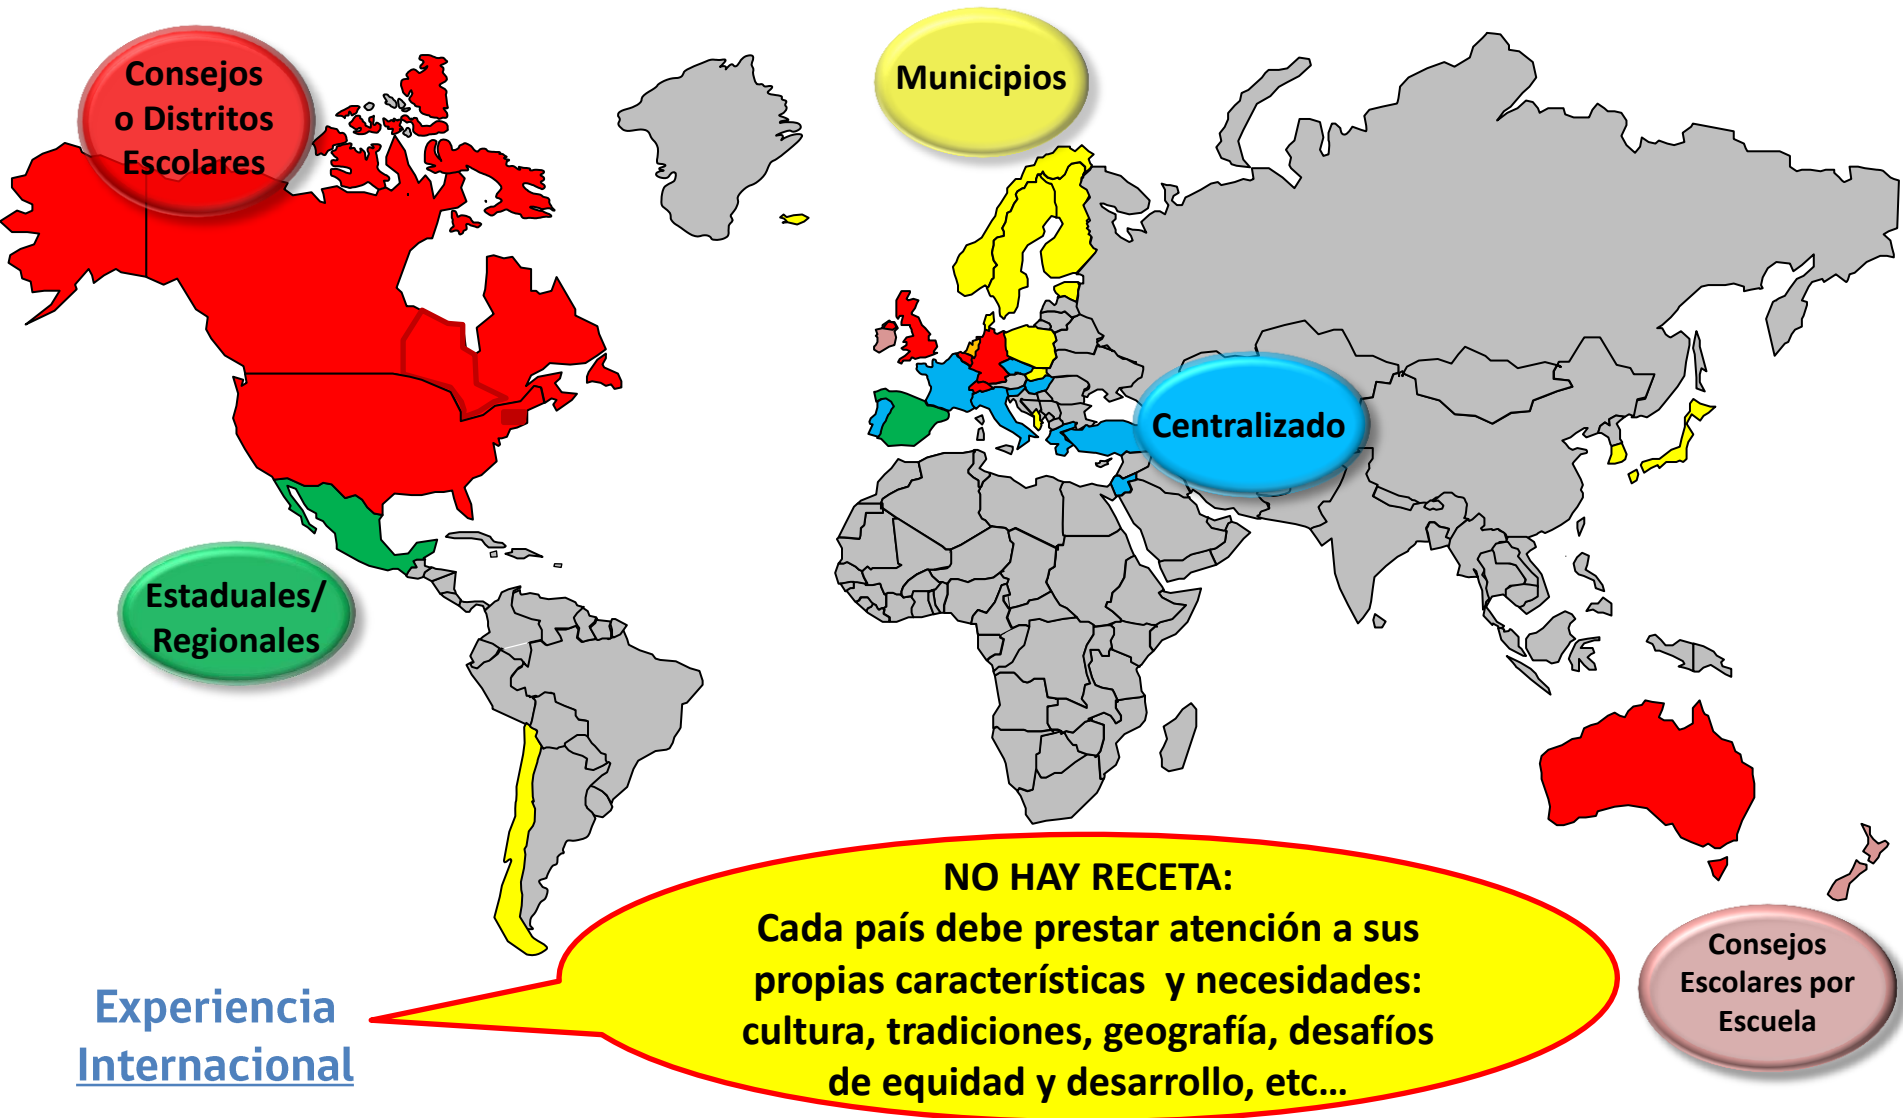 Consejos
o Distritos
Escolares
Municipios
Centralizado
Estaduales/
Regionales
NO HAY RECETA:
Cada país debe prestar atención a sus
propias características y necesidades:
cultura, tradiciones, geografía, desafíos
de equidad y desarrollo, etc...
Consejos
Escolares por
Escuela
Experiencia
Internacional